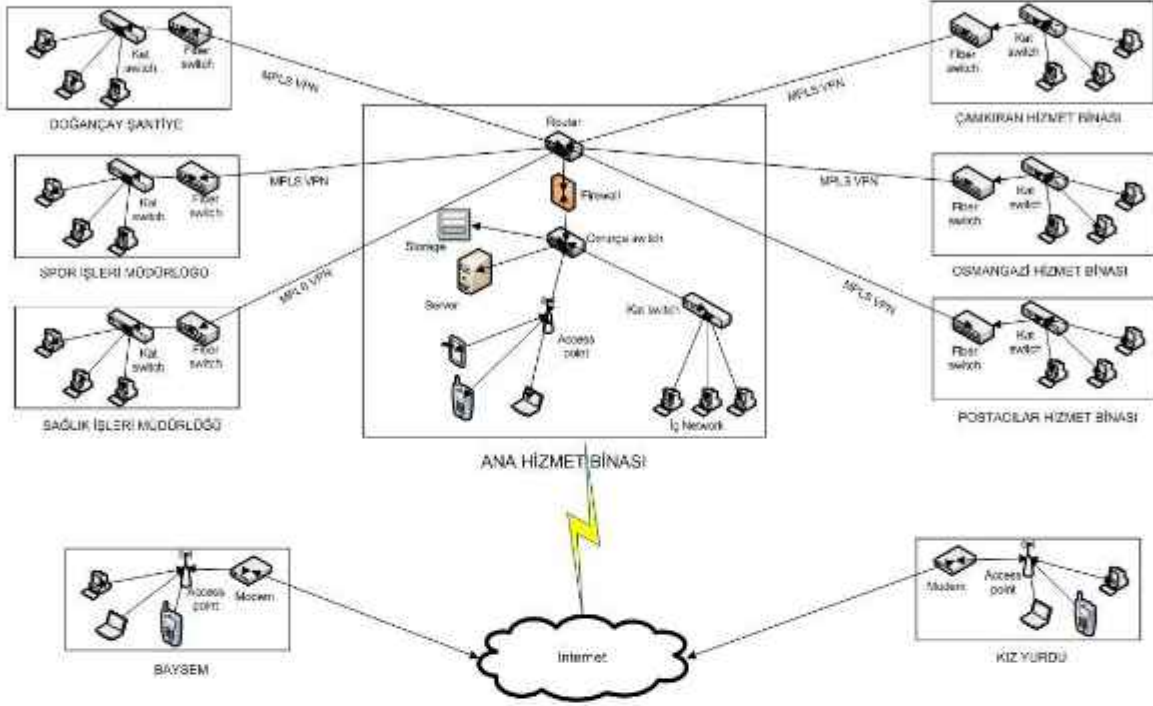 Kat
switch
Fiber
switch
MPLS VPN
DOĞANÇAY ŞANTİYE
Kat
switch
Fiber
switch
MPLS VPN
SPOR İŞLERİ MÜDÜRLÜĞÜ
Kat
switch
Fiber
switch
MPLS VPN
SAĞLIK İŞLERİ MÜDÜRLÜĞÜ
Router
Firewall
Omurga switch
Storage
Server
Access
point
Kat switch
İç Network
ANA HİZMET BİNASI
MPLS VPN
Fiber
switch
Kat
switch
ÇAMKIRAN HİZMET BİNASI
MPLS VPN
Fiber
switch
Kat
switch
OSMANGAZİ HİZMET BİNASI
MPLS VPN
Fiber
switch
Kat
switch
POSTACILAR HİZMET BİNASI
Access
point
Modem
BAYSEM
Internet
Modem
Access
point
KIZ YURDU